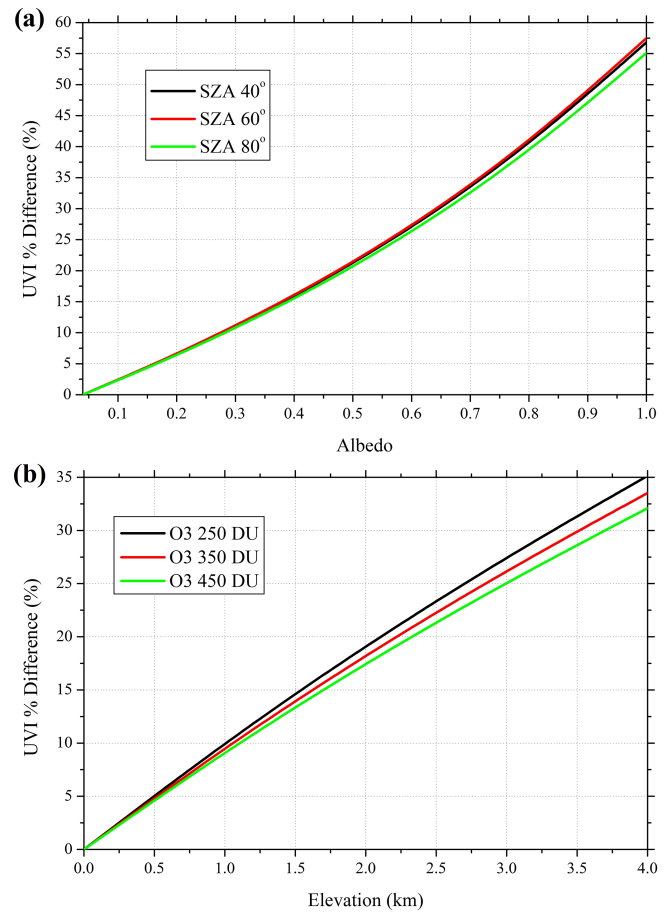 (a)
60
55
50
45
40
35
30
25
20
15
10
5
0
UVI % Difference (%)
SZA 40°
SZA 60°
SZA 80°
0.1 0.2 0.3 0.4 0.5 0.6 0.7 0.8 0.9 1.0
Albedo
(b)
35
30
25
20
15
10
5
0
UVI % Difference (%)
O3 250 DU
O3 350 DU
O3 450 DU
0.0 0.5 1.0 1.5 2.0 2.5 3.0 3.5 4.0
Elevation (km)